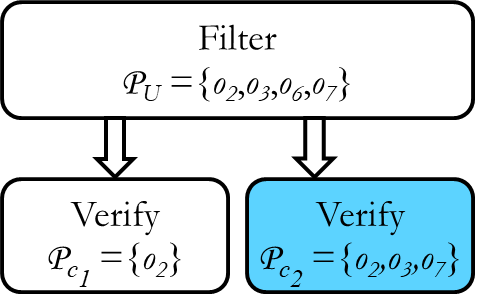 Filter
𝒫_U = {o_2,o_3,o_6,o_7}
Verify
𝒫_{c_1} = {o_2}
Verify
𝒫_{c_2} = {o_2,o_3,o_7}